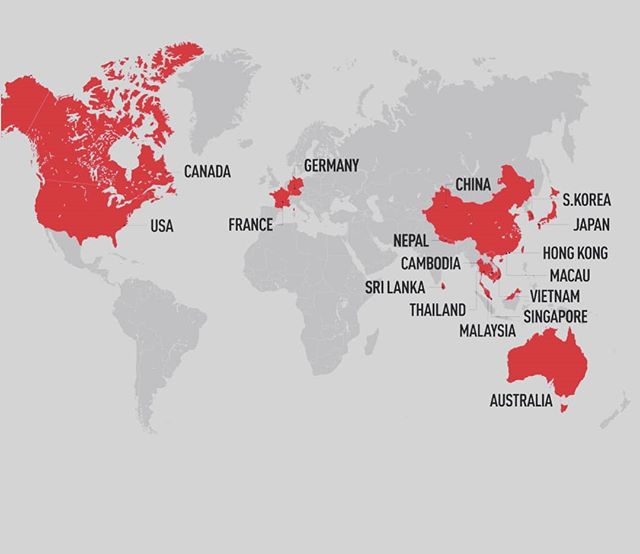 CANADA
GERMANY
CHINA
S.KOREA
USA
FRANCE
JAPAN
NEPAL
HONG KONG
CAMBODIA
MACAU
SRI LANKA
VIETNAM
THAILAND
SINGAPORE
MALAYSIA
AUSTRALIA